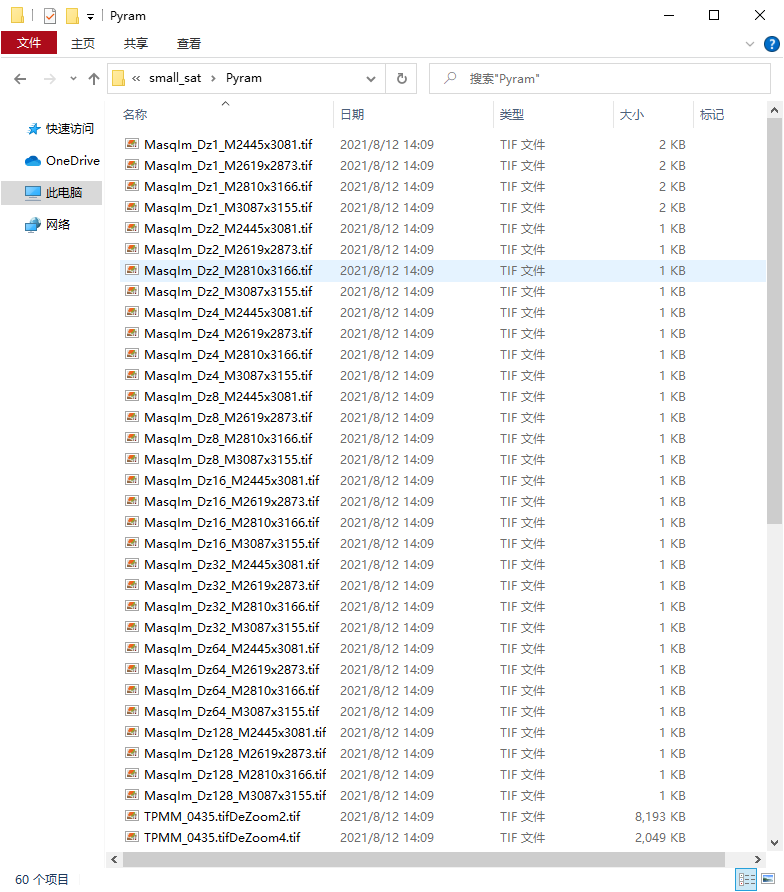 Pyram
文件 主页 共享 查看
« small_sat › Pyram 搜索"Pyram"
名称 日期 类型 大小 标记
快速访问
OneDrive
此电脑
网络
MasqIm_Dz1_M2445x3081.tif 2021/8/12 14:09 TIF 文件 2 KB
MasqIm_Dz1_M2619x2873.tif 2021/8/12 14:09 TIF 文件 2 KB
MasqIm_Dz1_M2810x3166.tif 2021/8/12 14:09 TIF 文件 2 KB
MasqIm_Dz1_M3087x3155.tif 2021/8/12 14:09 TIF 文件 2 KB
MasqIm_Dz2_M2445x3081.tif 2021/8/12 14:09 TIF 文件 1 KB
MasqIm_Dz2_M2619x2873.tif 2021/8/12 14:09 TIF 文件 1 KB
MasqIm_Dz2_M2810x3166.tif 2021/8/12 14:09 TIF 文件 1 KB
MasqIm_Dz2_M3087x3155.tif 2021/8/12 14:09 TIF 文件 1 KB
MasqIm_Dz4_M2445x3081.tif 2021/8/12 14:09 TIF 文件 1 KB
MasqIm_Dz4_M2619x2873.tif 2021/8/12 14:09 TIF 文件 1 KB
MasqIm_Dz4_M2810x3166.tif 2021/8/12 14:09 TIF 文件 1 KB
MasqIm_Dz4_M3087x3155.tif 2021/8/12 14:09 TIF 文件 1 KB
MasqIm_Dz8_M2445x3081.tif 2021/8/12 14:09 TIF 文件 1 KB
MasqIm_Dz8_M2619x2873.tif 2021/8/12 14:09 TIF 文件 1 KB
MasqIm_Dz8_M2810x3166.tif 2021/8/12 14:09 TIF 文件 1 KB
MasqIm_Dz8_M3087x3155.tif 2021/8/12 14:09 TIF 文件 1 KB
MasqIm_Dz16_M2445x3081.tif 2021/8/12 14:09 TIF 文件 1 KB
MasqIm_Dz16_M2619x2873.tif 2021/8/12 14:09 TIF 文件 1 KB
MasqIm_Dz16_M2810x3166.tif 2021/8/12 14:09 TIF 文件 1 KB
MasqIm_Dz16_M3087x3155.tif 2021/8/12 14:09 TIF 文件 1 KB
MasqIm_Dz32_M2445x3081.tif 2021/8/12 14:09 TIF 文件 1 KB
MasqIm_Dz32_M2619x2873.tif 2021/8/12 14:09 TIF 文件 1 KB
MasqIm_Dz32_M2810x3166.tif 2021/8/12 14:09 TIF 文件 1 KB
MasqIm_Dz32_M3087x3155.tif 2021/8/12 14:09 TIF 文件 1 KB
MasqIm_Dz64_M2445x3081.tif 2021/8/12 14:09 TIF 文件 1 KB
MasqIm_Dz64_M2619x2873.tif 2021/8/12 14:09 TIF 文件 1 KB
MasqIm_Dz64_M2810x3166.tif 2021/8/12 14:09 TIF 文件 1 KB
MasqIm_Dz64_M3087x3155.tif 2021/8/12 14:09 TIF 文件 1 KB
MasqIm_Dz128_M2445x3081.tif 2021/8/12 14:09 TIF 文件 1 KB
MasqIm_Dz128_M2619x2873.tif 2021/8/12 14:09 TIF 文件 1 KB
MasqIm_Dz128_M2810x3166.tif 2021/8/12 14:09 TIF 文件 1 KB
MasqIm_Dz128_M3087x3155.tif 2021/8/12 14:09 TIF 文件 1 KB
TPMM_0435.tifDeZoom2.tif 2021/8/12 14:09 TIF 文件 8,193 KB
TPMM_0435.tifDeZoom4.tif 2021/8/12 14:09 TIF 文件 2,049 KB
60 个项目